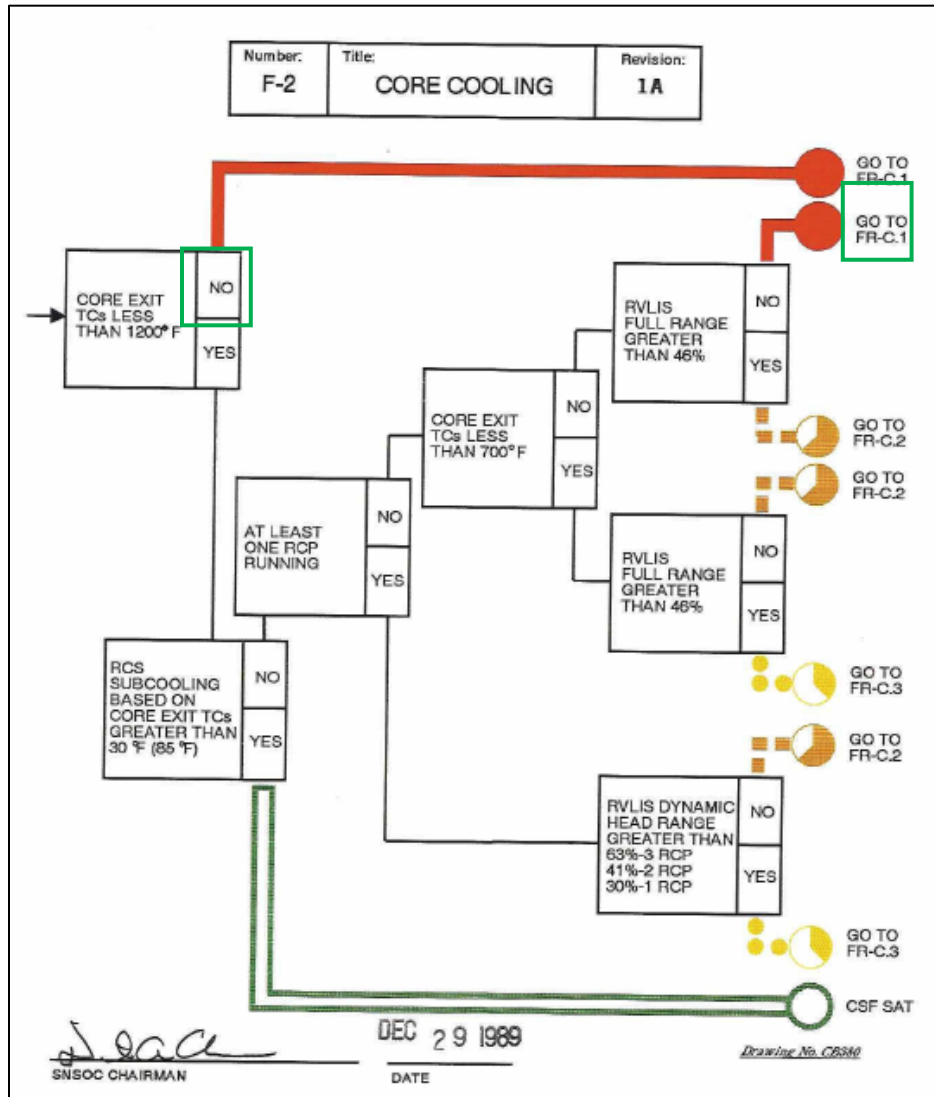 Number:
F-2
Title:
CORE COOLING
Revision:
1A
GO TO
FR-C.1
GO TO
FR-C.1
CORE EXIT
TCs LESS
THAN 1200°F
NO
YES
RVLIS
FULL RANGE
GREATER
THAN 46%
NO
YES
CORE EXIT
TCs LESS
THAN 700°F
NO
YES
GO TO
FR-C.2
GO TO
FR-C.2
AT LEAST
ONE RCP
RUNNING
NO
YES
RVLIS
FULL RANGE
GREATER
THAN 46%
NO
YES
RCS
SUBCOOLING
BASED ON
CORE EXIT TCs
GREATER THAN
30 °F (85 °F)
NO
YES
GO TO
FR-C.3
GO TO
FR-C.2
RVLIS DYNAMIC
HEAD RANGE
GREATER THAN
63%-3 RCP
41%-2 RCP
30%-1 RCP
NO
YES
GO TO
FR-C.3
CSF SAT
SNSOC CHAIRMAN
DEC 29 1989
DATE
Drawing No. CB380